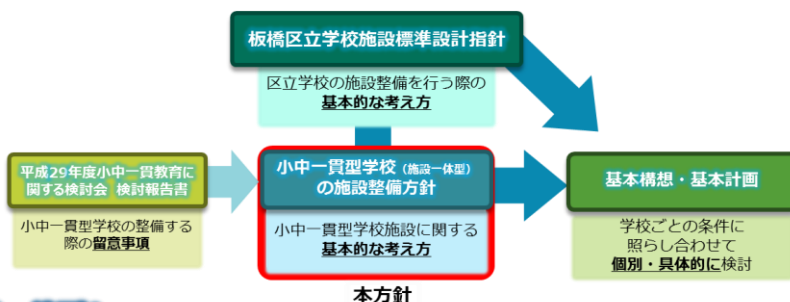 板橋区立学校施設標準設計指針
区立学校の施設整備を行う際の
基本的な考え方
平成29年度小中一貫教育に
関する検討会 検討報告書
小中一貫型学校の整備する
際の留意事項
小中一貫型学校（施設一体型）
の施設整備方針
小中一貫型学校施設に関する
基本的な考え方
基本構想・基本計画
学校ごとの条件に
照らし合わせて
個別・具体的に検討
本方針